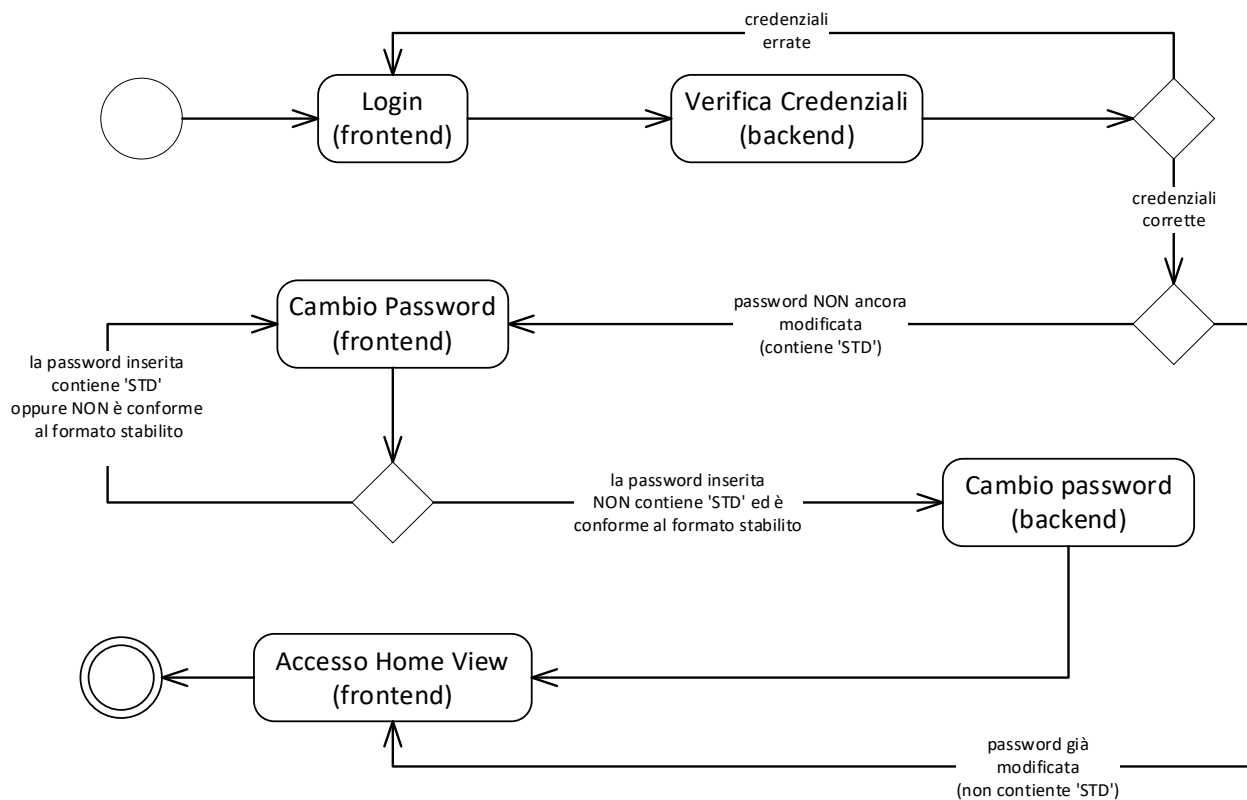 credenziali
errate
Login
(frontend)
Verifica Credenziali
(backend)
credenziali
corrette
Cambio Password
(frontend)
password NON ancora
modificata
(contiene 'STD')
la password inserita
contiene 'STD'
oppure NON è conforme
al formato stabilito
la password inserita
NON contiene 'STD' ed è
conforme al formato stabilito
Cambio password
(backend)
Accesso Home View
(frontend)
password già
modificata
(non contiente 'STD')